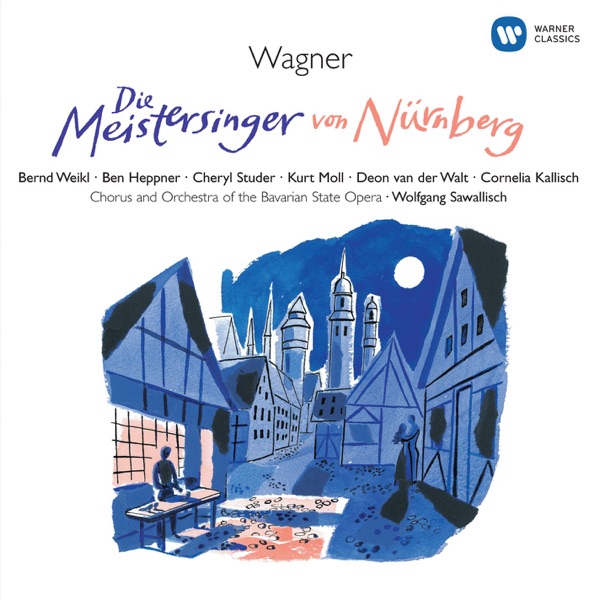 WARNER
CLASSICS
Wagner
Die
Meistersinger von Nürnberg
Bernd Weikl · Ben Heppner · Cheryl Studer · Kurt Moll · Deon van der Walt · Cornelia Kallisch
Chorus and Orchestra of the Bavarian State Opera · Wolfgang Sawallisch